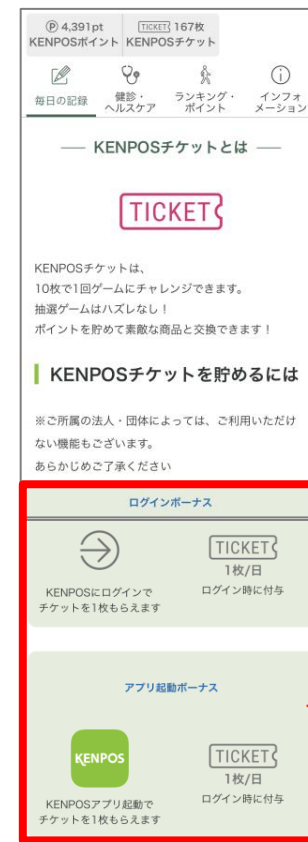 Ⓟ 4,391pt
KENPOSポイント
TICKET 167枚
KENPOSチケット
毎日の記録
健診・
ヘルスケア
ランキング・
ポイント
インフォ
メーション
KENPOSチケットとは
TICKET
KENPOSチケットは、
10枚で1回ゲームにチャレンジできます。
抽選ゲームはハズレなし！
ポイントを貯めて素敵な商品と交換できます！
KENPOSチケットを貯めるには
※ご所属の法人・団体によっては、ご利用いただけ
ない機能もございます。
あらかじめご了承ください
ログインボーナス
KENPOSにログインで
チケットを1枚もらえます
TICKET
1枚/日
ログイン時に付与
アプリ起動ボーナス
KENPOS
KENPOSアプリ起動で
チケットを1枚もらえます
TICKET
1枚/日
ログイン時に付与